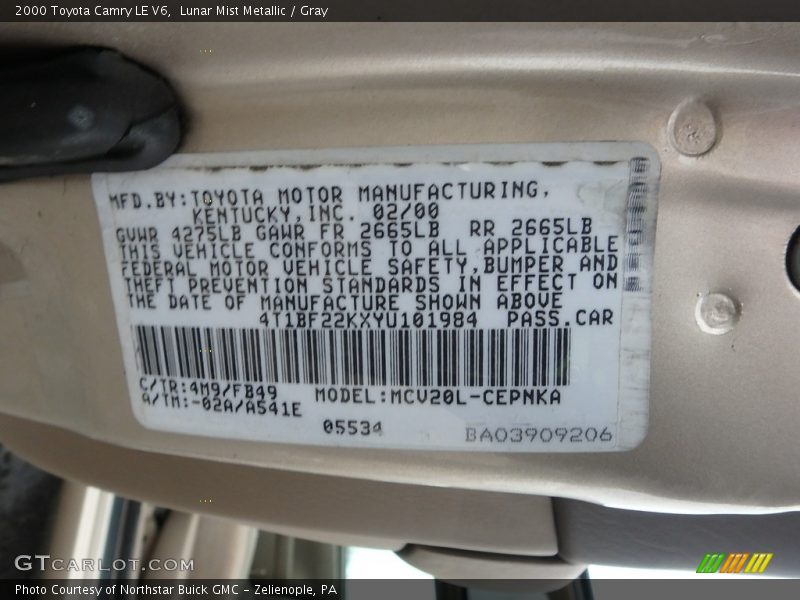 2000 Toyota Camry LE V6,  Lunar Mist Metallic / Gray
MFD.BY:TOYOTA MOTOR MANUFACTURING,
KENTUCKY,INC. 02/00
GVWR 4275LB GAWR FR 2665LB  RR 2665LB
THIS VEHICLE CONFORMS TO ALL APPLICABLE
FEDERAL MOTOR VEHICLE SAFETY,BUMPER AND
THEFT PREVENTION STANDARDS IN EFFECT ON
THE DATE OF MANUFACTURE SHOWN ABOVE
4T1BF22KXYU101984  PASS.CAR
C/TR:4M9/FB49  MODEL:MCV20L-CEPNKA
A/TM:-02A/A541E
05534  BA03909206
GTCARLOT.COM
Photo Courtesy of Northstar Buick GMC - Zelienople, PA